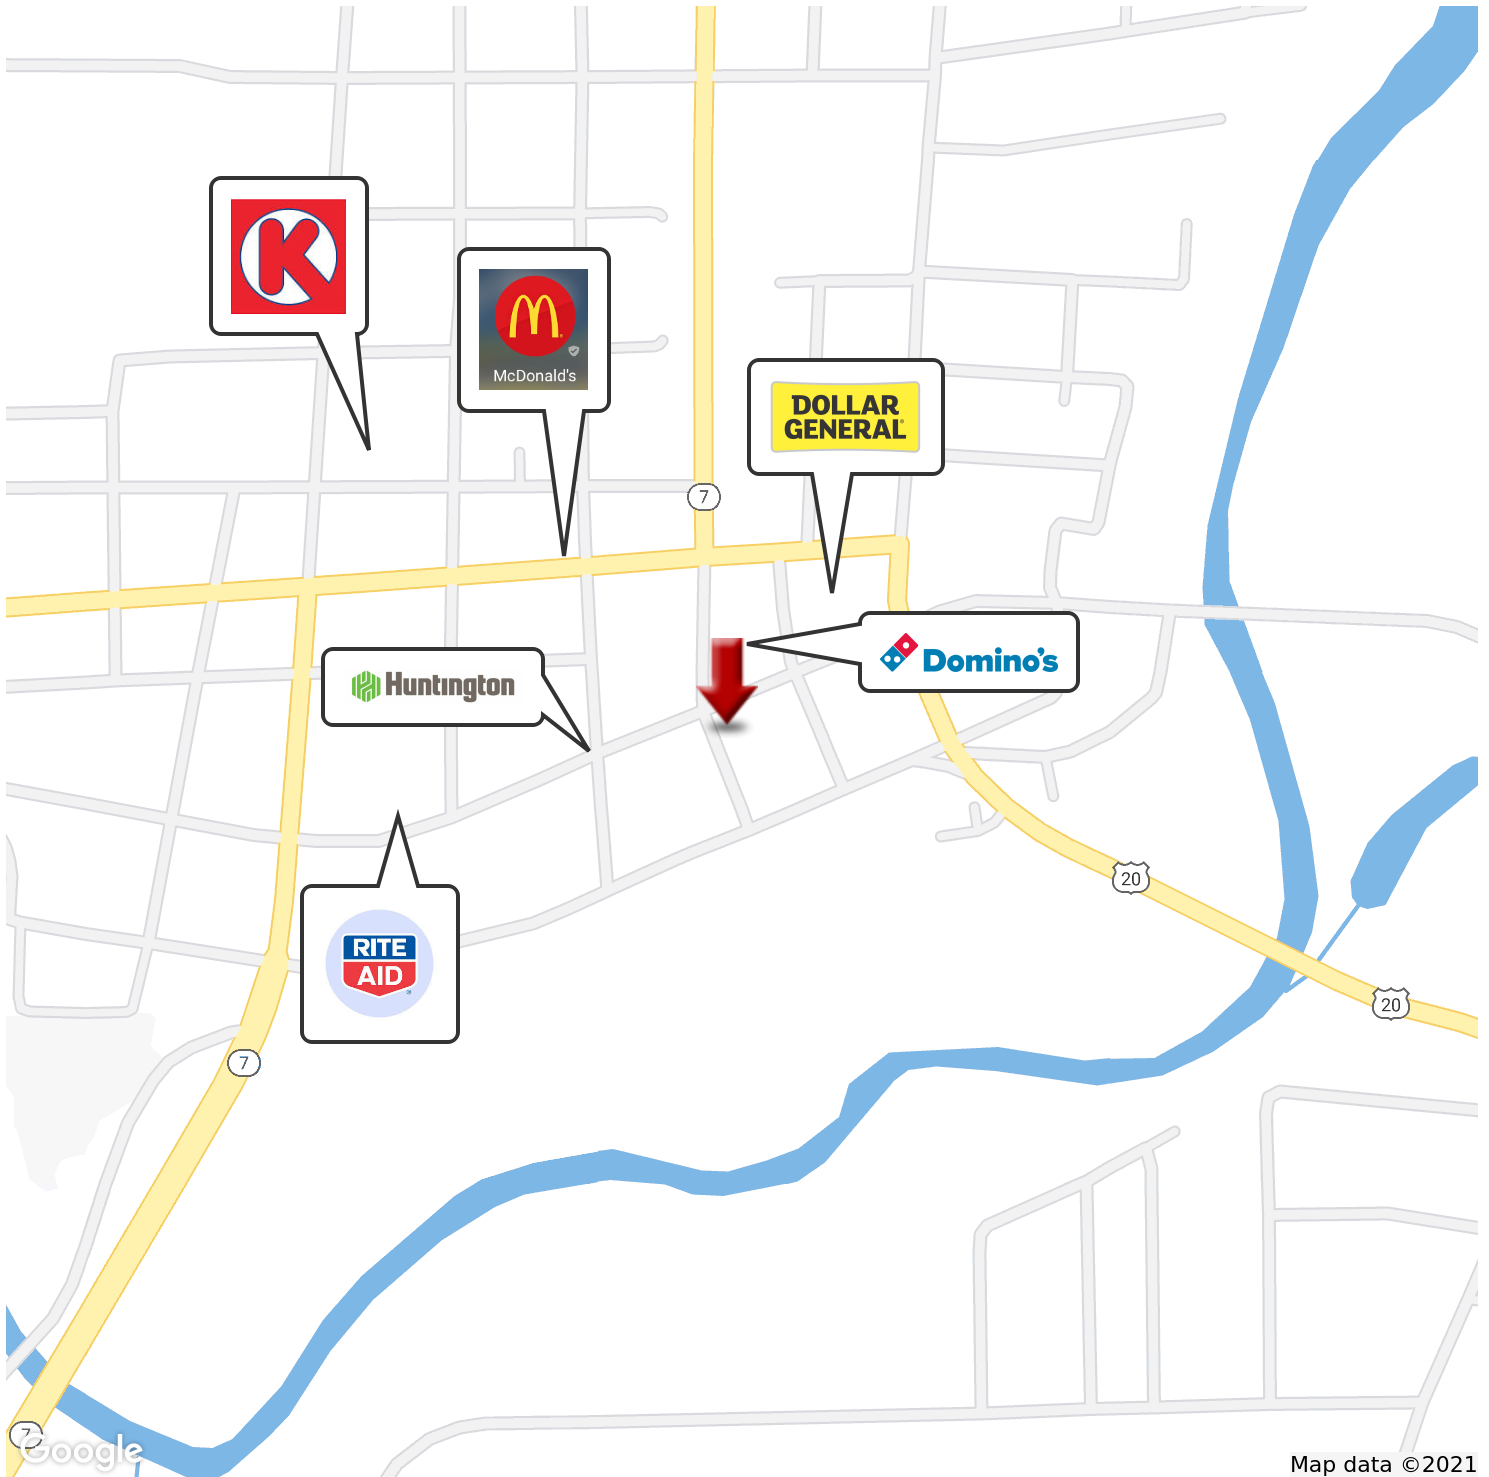 K
McDonald's
DOLLAR
GENERAL
7
Domino's
Huntington
RITE
AID
20
20
7
7
Google
Map data ©2021